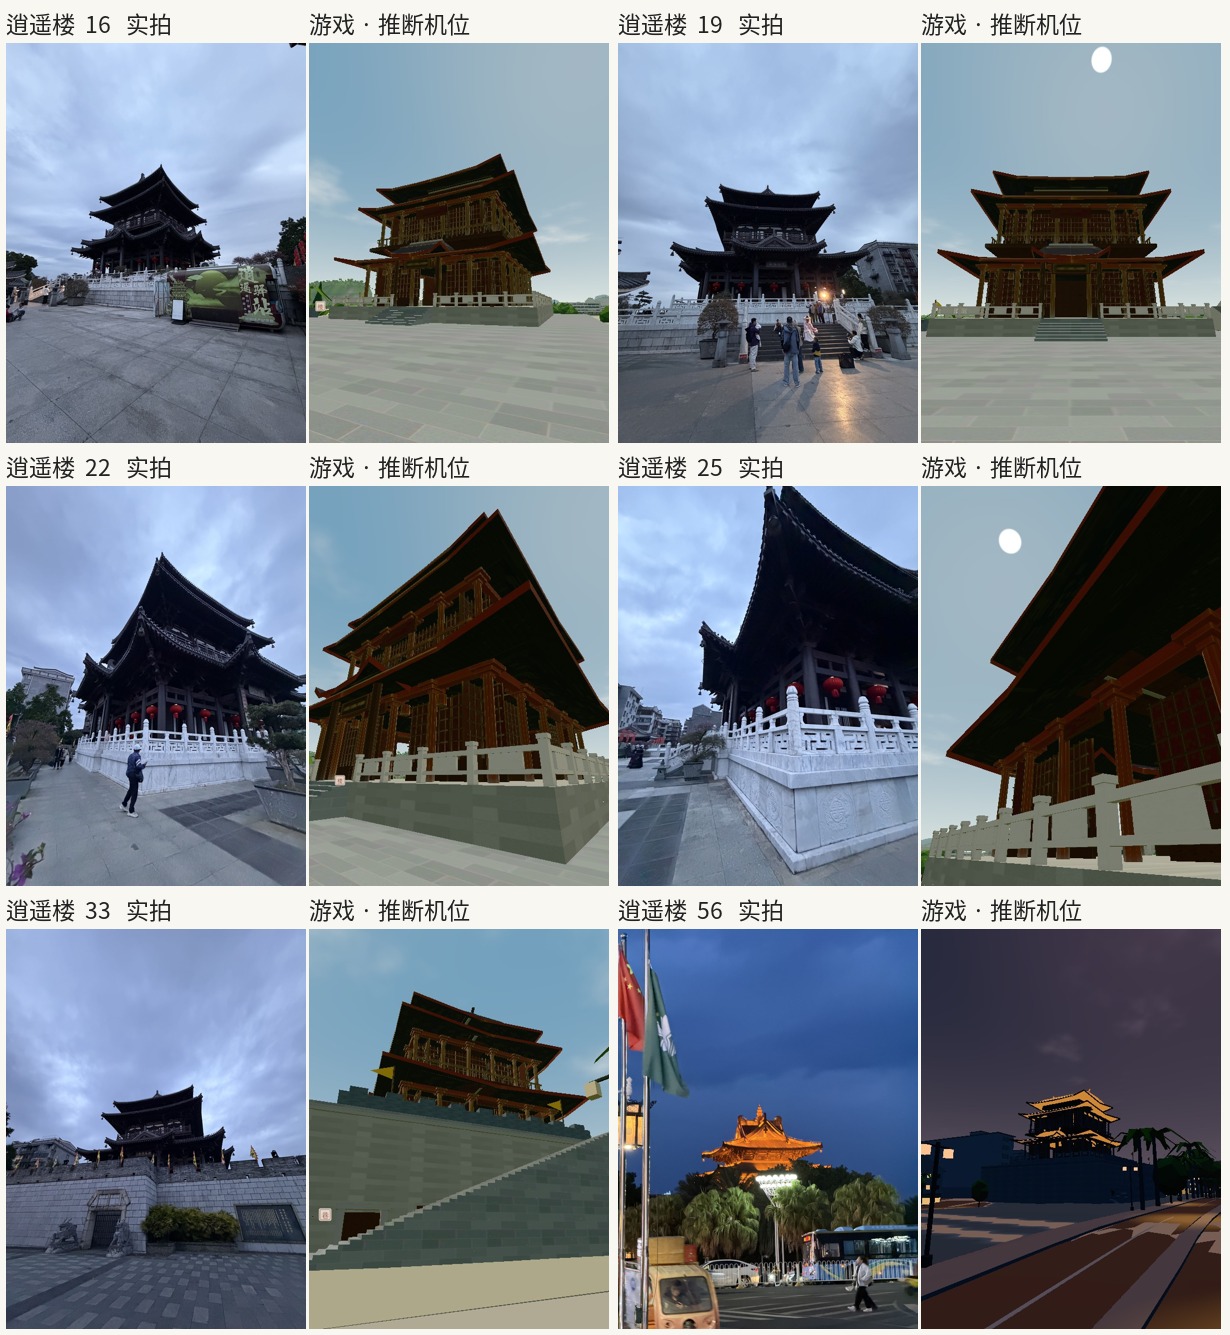 逍遥楼 16 实拍
游戏 · 推断机位
逍遥楼 19 实拍
游戏 · 推断机位
逍遥楼 22 实拍
游戏 · 推断机位
逍遥楼 25 实拍
游戏 · 推断机位
逍遥楼 33 实拍
游戏 · 推断机位
逍遥楼 56 实拍
游戏 · 推断机位